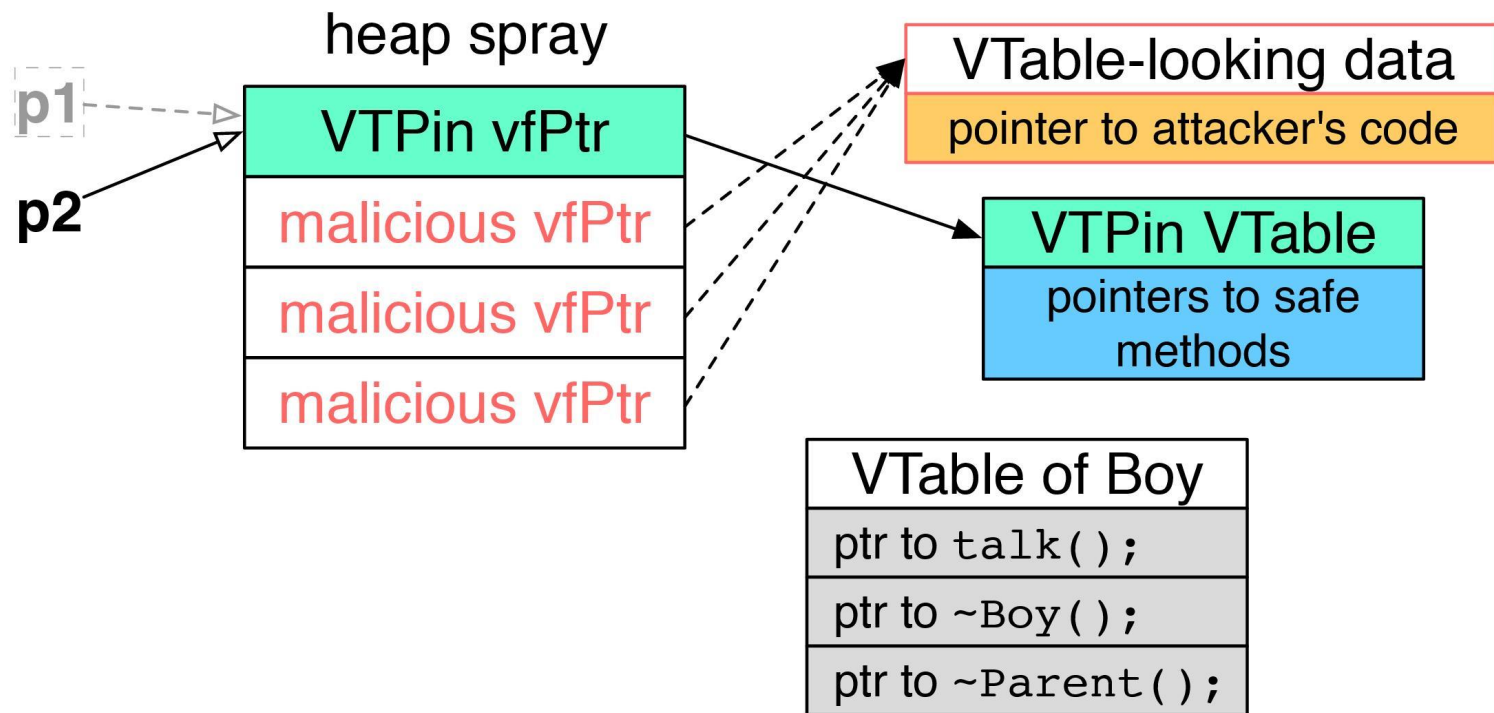 heap spray
p1
p2
VTPin vfPtr
malicious vfPtr
malicious vfPtr
malicious vfPtr
VTable-looking data
pointer to attacker's code
VTPin VTable
pointers to safe
methods
VTable of Boy
ptr to talk();
ptr to ~Boy();
ptr to ~Parent();